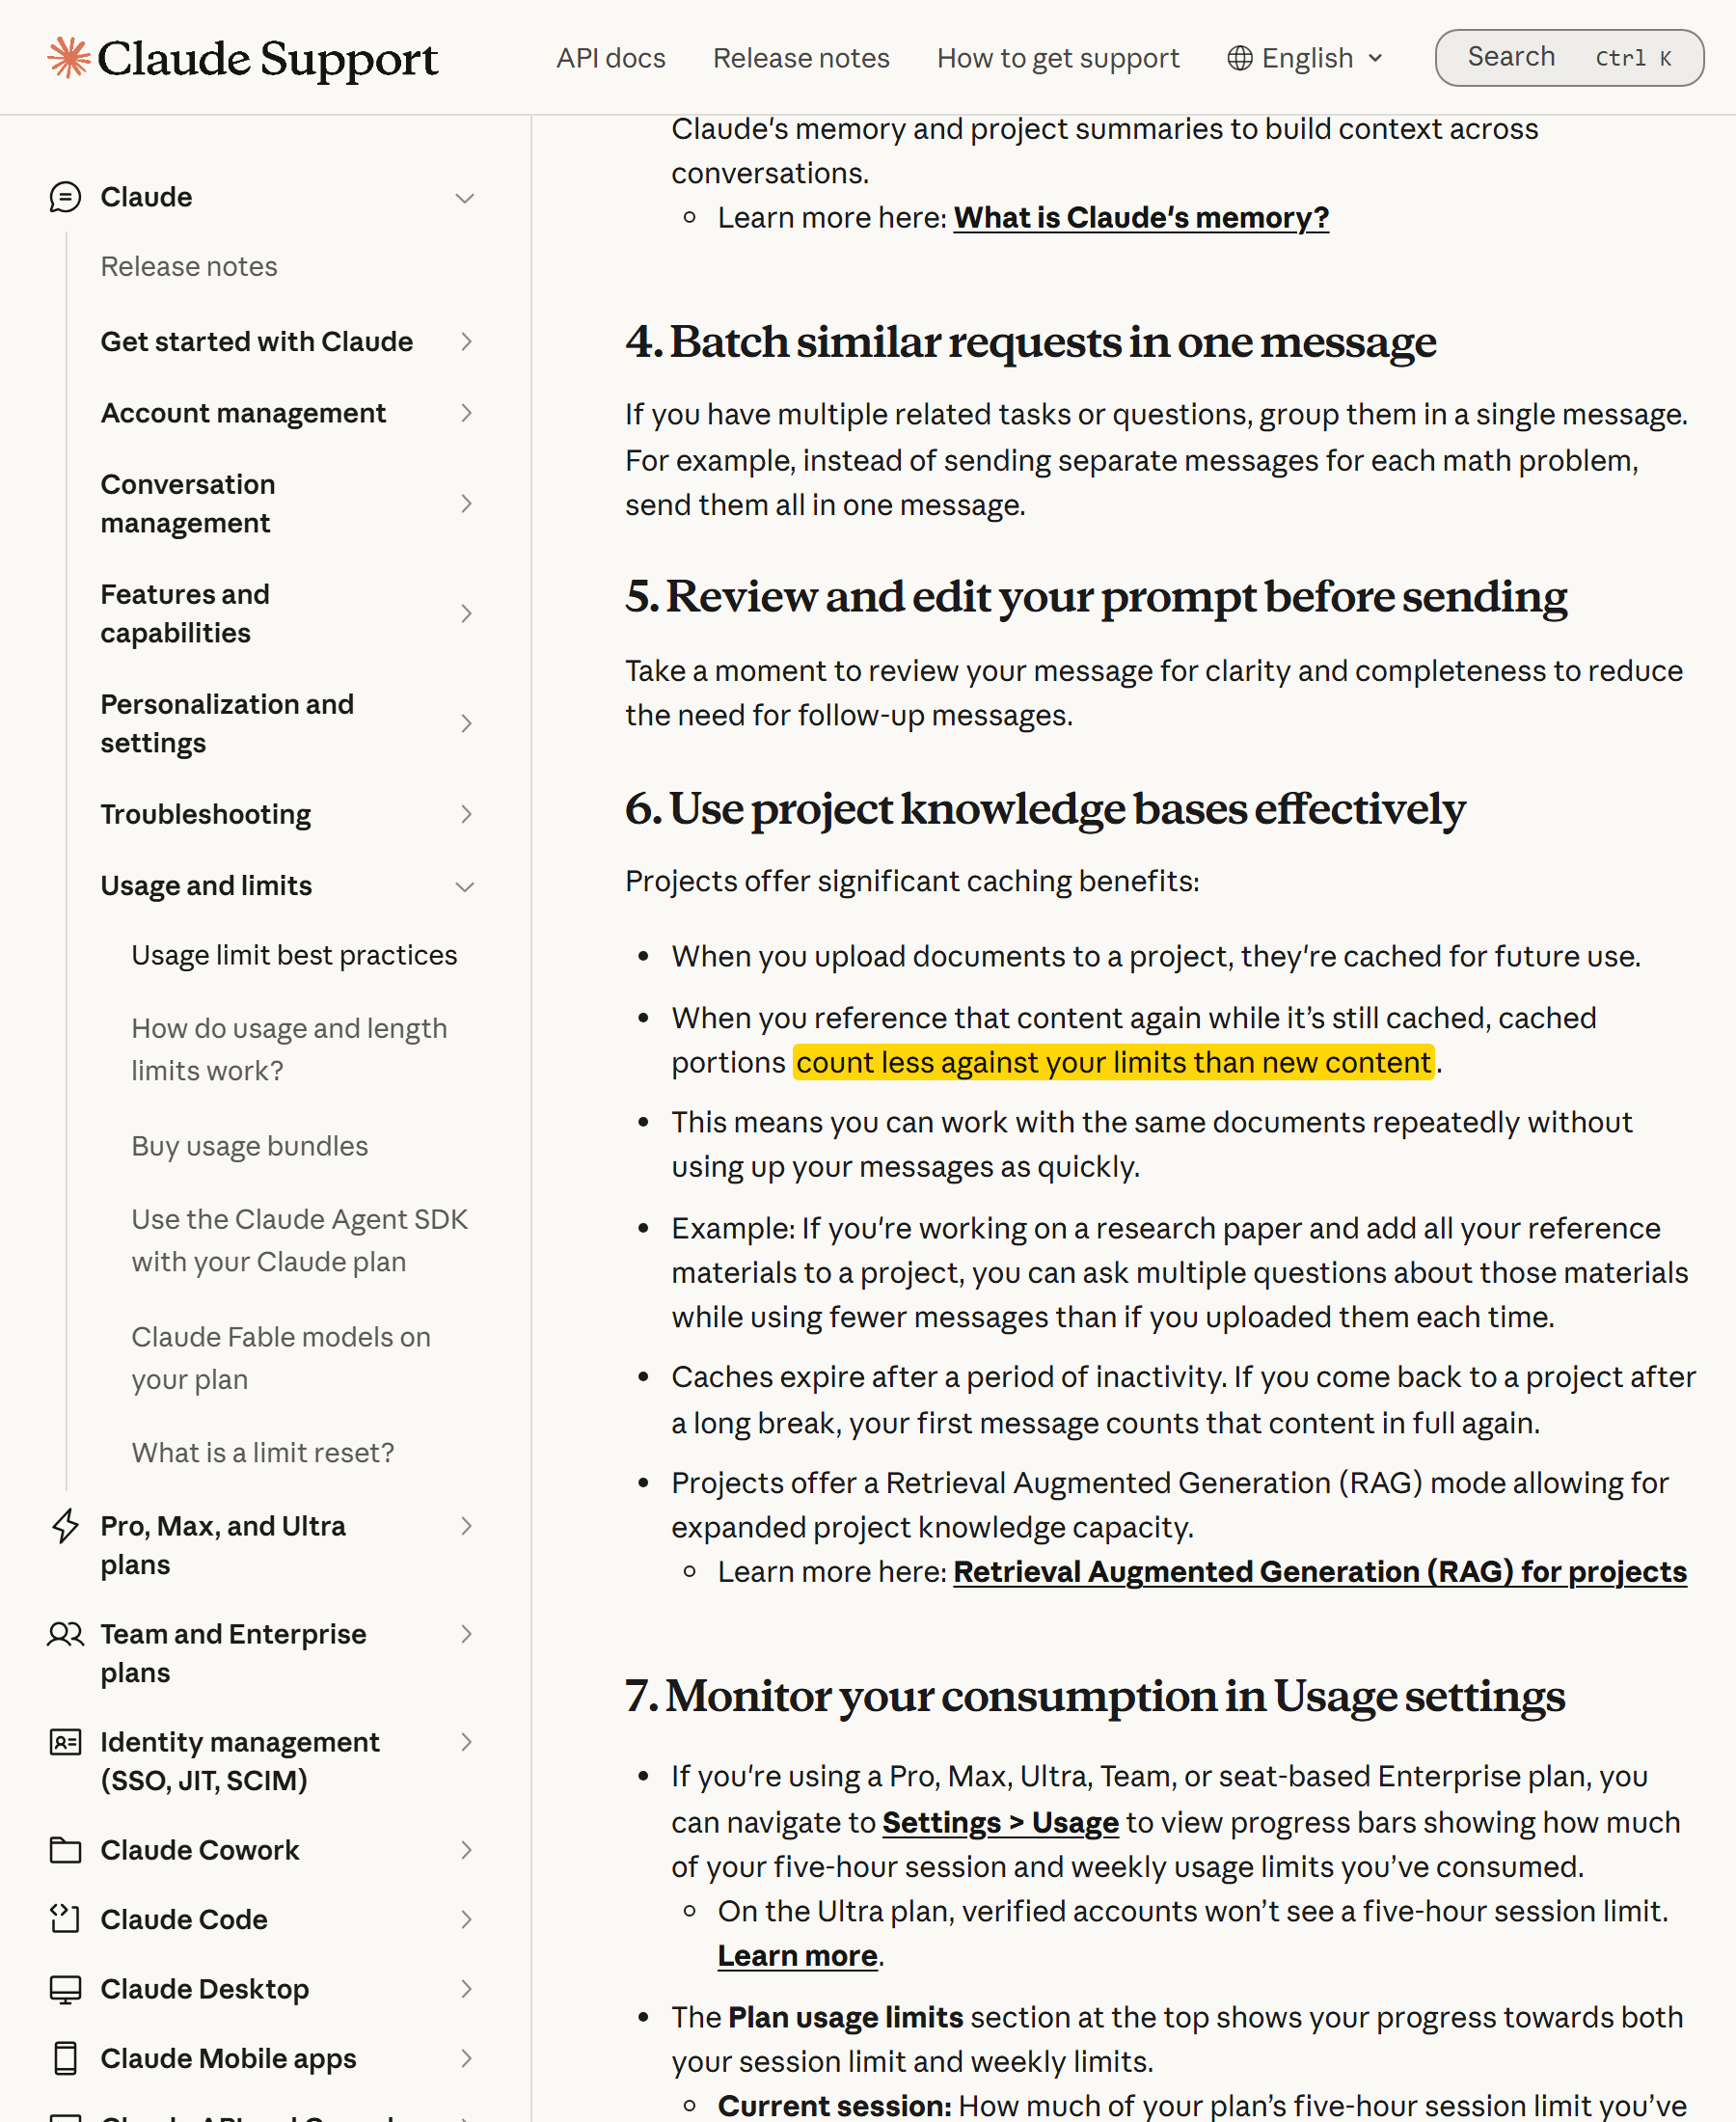 Claude Support
API docs
Release notes
How to get support
English
Search Ctrl K
Claude
Release notes
Get started with Claude
Account management
Conversation
management
Features and
capabilities
Personalization and
settings
Troubleshooting
Usage and limits
Usage limit best practices
How do usage and length
limits work?
Buy usage bundles
Use the Claude Agent SDK
with your Claude plan
Claude Fable models on
your plan
What is a limit reset?
Pro, Max, and Ultra
plans
Team and Enterprise
plans
Identity management
(SSO, JIT, SCIM)
Claude Cowork
Claude Code
Claude Desktop
Claude Mobile apps
Claude's memory and project summaries to build context across
conversations.
Learn more here: What is Claude's memory?
4. Batch similar requests in one message
If you have multiple related tasks or questions, group them in a single message.
For example, instead of sending separate messages for each math problem,
send them all in one message.
5. Review and edit your prompt before sending
Take a moment to review your message for clarity and completeness to reduce
the need for follow-up messages.
6. Use project knowledge bases effectively
Projects offer significant caching benefits:
When you upload documents to a project, they're cached for future use.
When you reference that content again while it’s still cached, cached
portions count less against your limits than new content.
This means you can work with the same documents repeatedly without
using up your messages as quickly.
Example: If you're working on a research paper and add all your reference
materials to a project, you can ask multiple questions about those materials
while using fewer messages than if you uploaded them each time.
Caches expire after a period of inactivity. If you come back to a project after
a long break, your first message counts that content in full again.
Projects offer a Retrieval Augmented Generation (RAG) mode allowing for
expanded project knowledge capacity.
Learn more here: Retrieval Augmented Generation (RAG) for projects
7. Monitor your consumption in Usage settings
If you're using a Pro, Max, Ultra, Team, or seat-based Enterprise plan, you
can navigate to Settings > Usage to view progress bars showing how much
of your five-hour session and weekly usage limits you’ve consumed.
On the Ultra plan, verified accounts won’t see a five-hour session limit.
Learn more.
The Plan usage limits section at the top shows your progress towards both
your session limit and weekly limits.
Current session: How much of your plan’s five-hour session limit you’ve